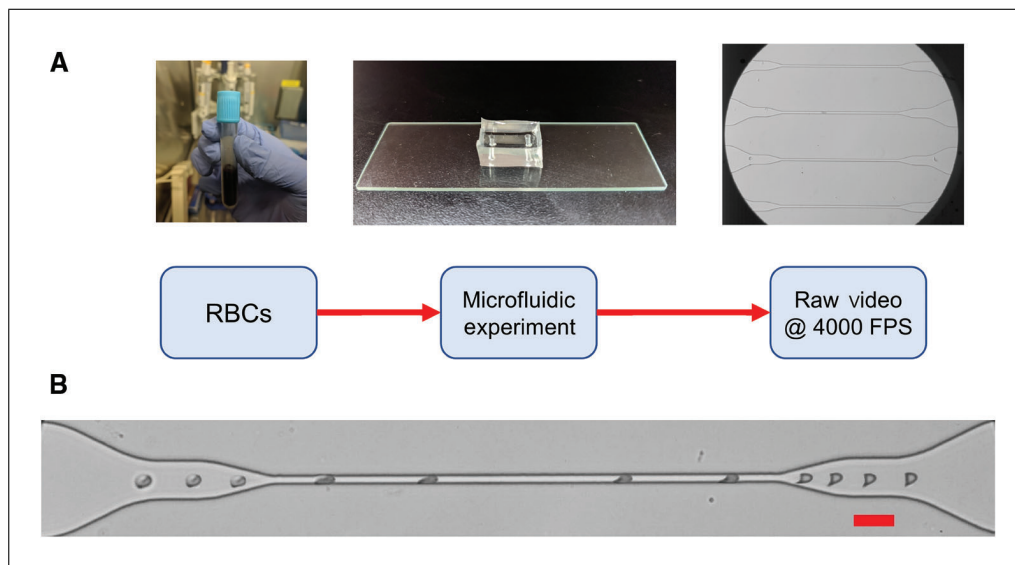 A
RBCs
Microfluidic
experiment
Raw video
@ 4000 FPS
B